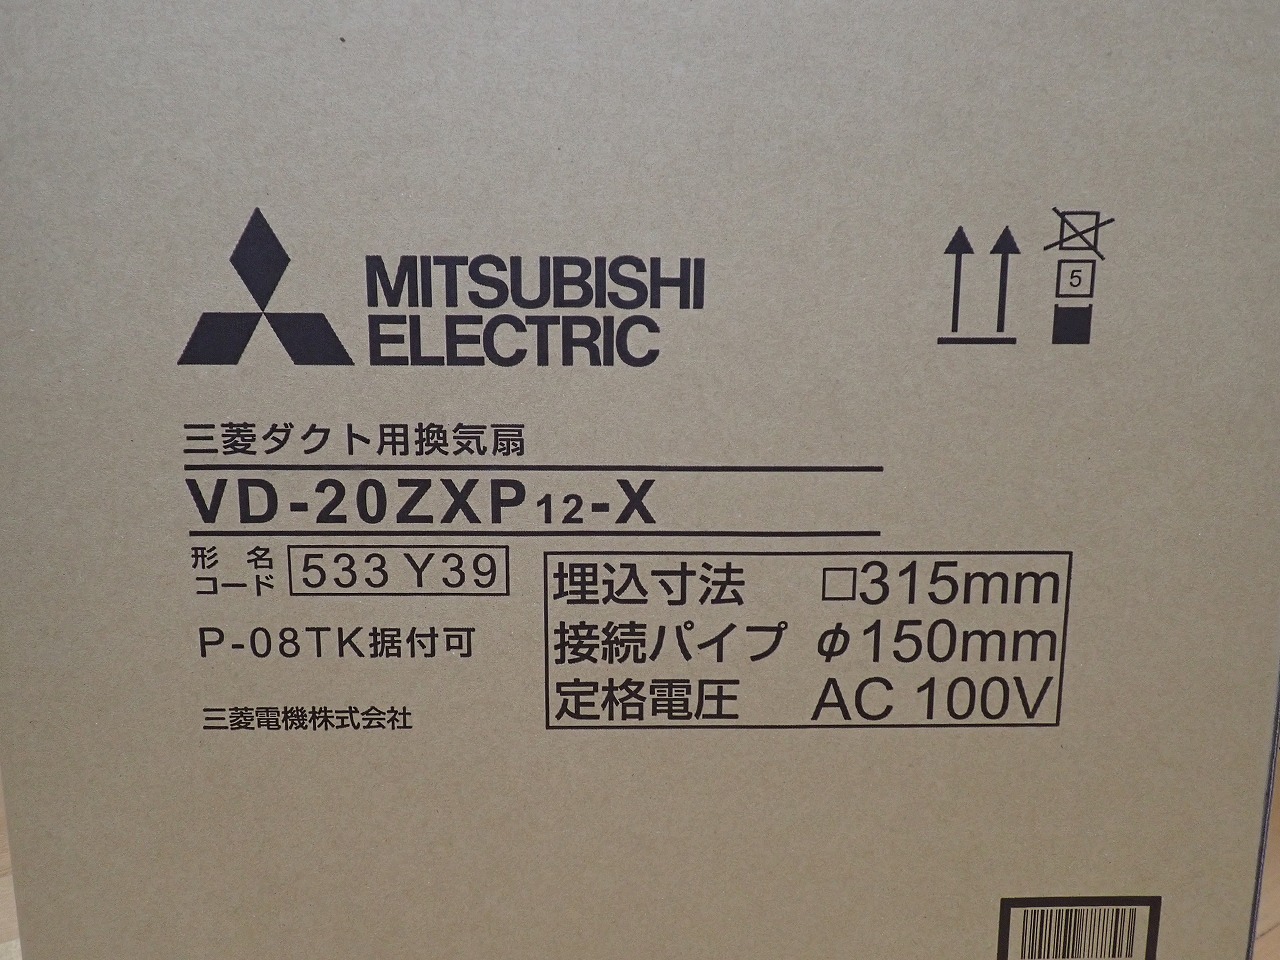 MITSUBISHI
ELECTRIC
5
三菱ダクト用換気扇
VD-20ZXP12-X
形名
コード
533 Y39
P-08TK据付可
三菱電機株式会社
埋込寸法 □315mm
接続パイプ φ150mm
定格電圧 AC 100V